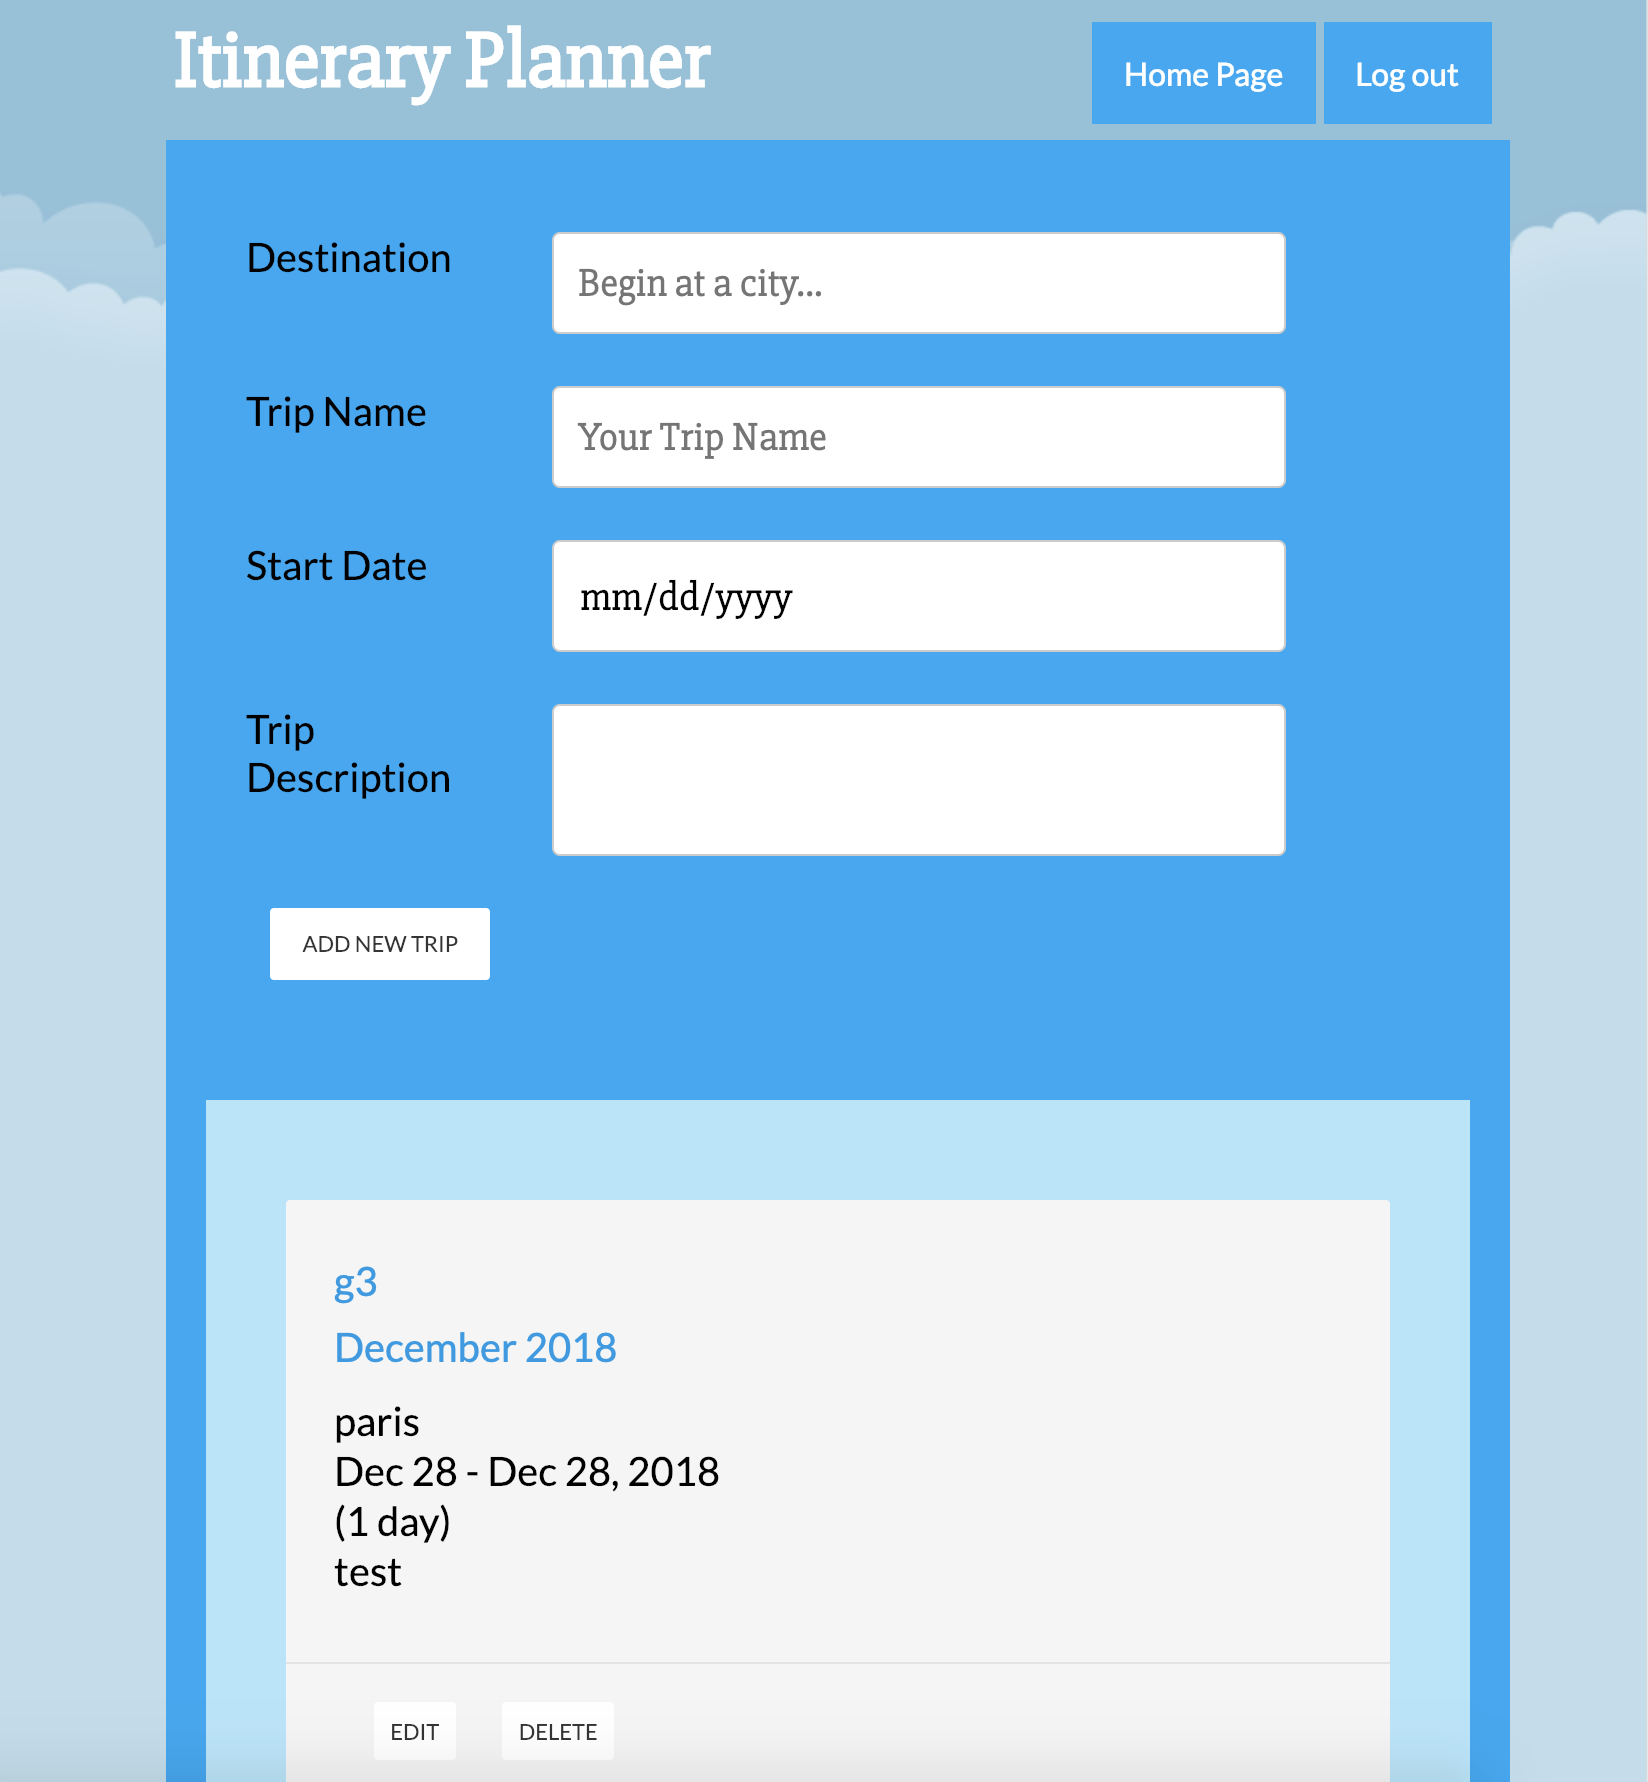 Itinerary Planner
Home Page
Log out
Destination
Begin at a city...
Trip Name
Your Trip Name
Start Date
mm/dd/yyyy
Trip
Description
ADD NEW TRIP
g3
December 2018
paris
Dec 28 - Dec 28, 2018
(1 day)
test
EDIT
DELETE